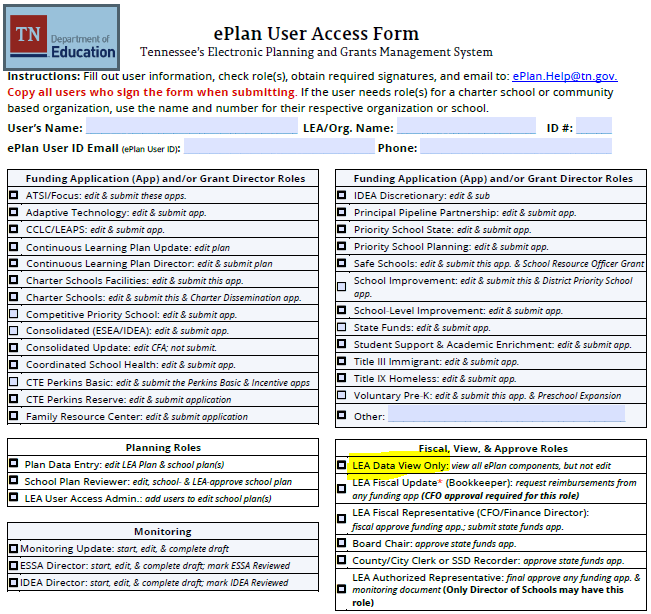 TN Department of Education
ePlan User Access Form
Tennessee's Electronic Planning and Grants Management System
Instructions: Fill out user information, check role(s), obtain required signatures, and email to: ePlan.Help@tn.gov.
Copy all users who sign the form when submitting. If the user needs role(s) for a charter school or community
based organization, use the name and number for their respective organization or school.
User's Name: LEA/Org. Name: ID #:
ePlan User ID Email (ePlan User ID): Phone:
Funding Application (App) and/or Grant Director Roles
ATSI/Focus: edit & submit these apps.
Adaptive Technology: edit & submit app.
CCLC/LEAPS: edit & submit app.
Continuous Learning Plan Update: edit plan
Continuous Learning Plan Director: edit & submit plan
Charter Schools Facilities: edit & submit this app.
Charter Schools: edit & submit this & Charter Dissemination app.
Competitive Priority School: edit & submit app.
Consolidated (ESEA/IDEA): edit & submit app.
Consolidated Update: edit CFA; not submit.
Coordinated School Health: edit & submit app.
CTE Perkins Basic: edit & submit the Perkins Basic & Incentive apps
CTE Perkins Reserve: edit & submit application
Family Resource Center: edit & submit application
Planning Roles
Plan Data Entry: edit LEA Plan & school plan(s)
School Plan Reviewer: edit, school- & LEA-approve school plan
LEA User Access Admin.: add users to edit school plan(s)
Monitoring
Monitoring Update: start, edit, & complete draft
ESSA Director: start, edit, & complete draft; mark ESSA Reviewed
IDEA Director: start, edit, & complete draft; mark IDEA Reviewed
Funding Application (App) and/or Grant Director Roles
IDEA Discretionary: edit & sub
Principal Pipeline Partnership: edit & submit app.
Priority School State: edit & submit app.
Priority School Planning: edit & submit app.
Safe Schools: edit & submit this app. & School Resource Officer Grant
School Improvement: edit & submit this & District Priority School
app.
School-Level Improvement: edit & submit app.
State Funds: edit & submit app.
Student Support & Academic Enrichment: edit & submit app.
Title III Immigrant: edit & submit app.
Title IX Homeless: edit & submit app.
Voluntary Pre-K: edit & submit this app. & Preschool Expansion
Other:
Fiscal, View, & Approve Roles
LEA Data View Only: view all ePlan components, but not edit
LEA Fiscal Update* (Bookkeeper): request reimbursements from
any funding app (CFO approval required for this role)
LEA Fiscal Representative (CFO/Finance Director):
fiscal approve funding app.; submit state funds app.
Board Chair: approve state funds app.
County/City Clerk or SSD Recorder: approve state funds app.
LEA Authorized Representative: final approve any funding app. &
monitoring document (Only Director of Schools may have this
role)